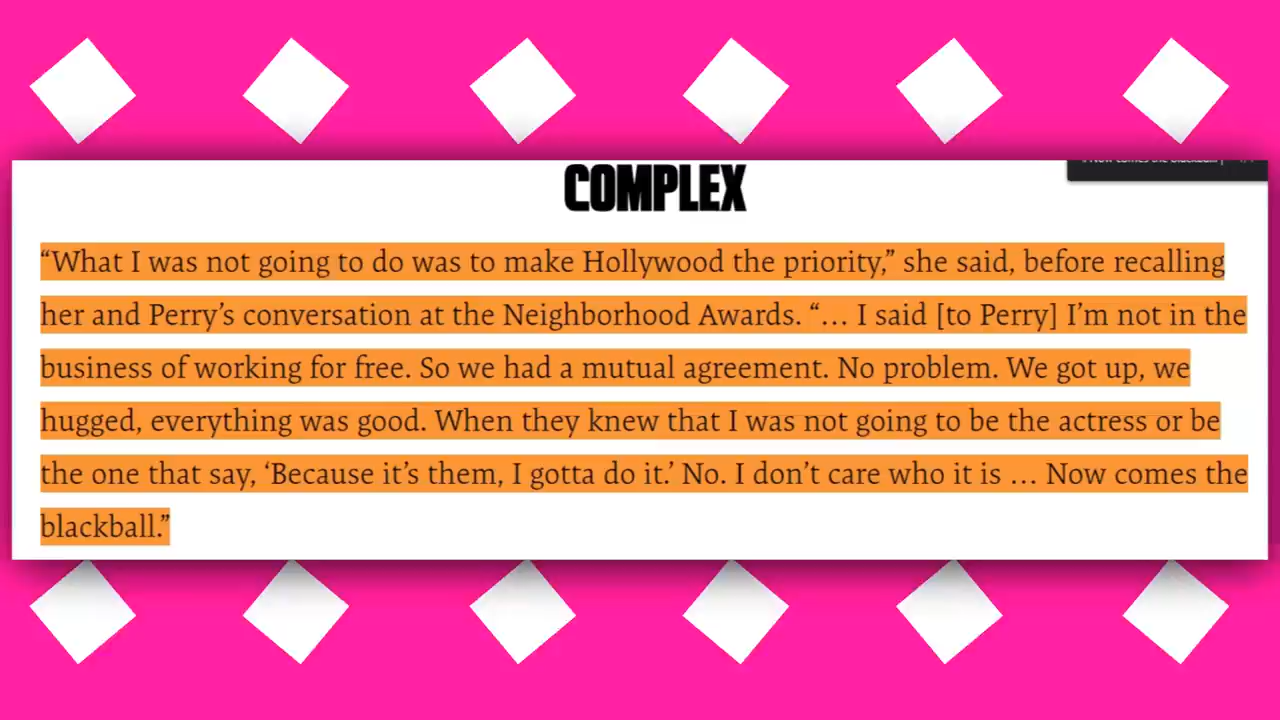 COMPLEX
“What I was not going to do was to make Hollywood the priority,” she said, before recalling
her and Perry’s conversation at the Neighborhood Awards. “… I said [to Perry] I’m not in the
business of working for free. So we had a mutual agreement. No problem. We got up, we
hugged, everything was good. When they knew that I was not going to be the actress or be
the one that say, ‘Because it’s them, I gotta do it.’ No. I don’t care who it is … Now comes the
blackball.”